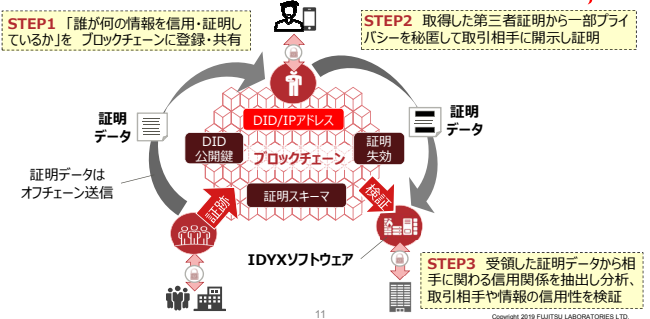 STEP1 「誰が何の情報を信用・証明し
ているか」を ブロックチェーンに登録・共有
STEP2 取得した第三者証明から一部プライ
バシーを秘匿して取引相手に開示し証明
証明
データ
DID/IPアドレス
証明
データ
DID
公開鍵
ブロックチェーン
証明
失効
証明データは
オフチェーン送信
証明スキーマ
証跡
検証
IDYXソフトウェア
STEP3 受領した証明データから相
手に関わる信用関係を抽出し分析、
取引相手や情報の信用性を検証
11
Copyright 2019 FUJITSU LABORATORIES LTD.